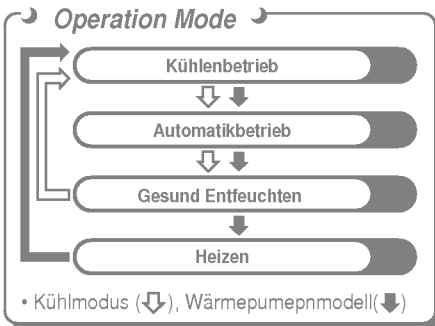 Operation Mode
Kühlenbetrieb
Automatikbetrieb
Gesund Entfeuchten
Heizen
• Kühlmodus (), Wärmepumepnmodell()